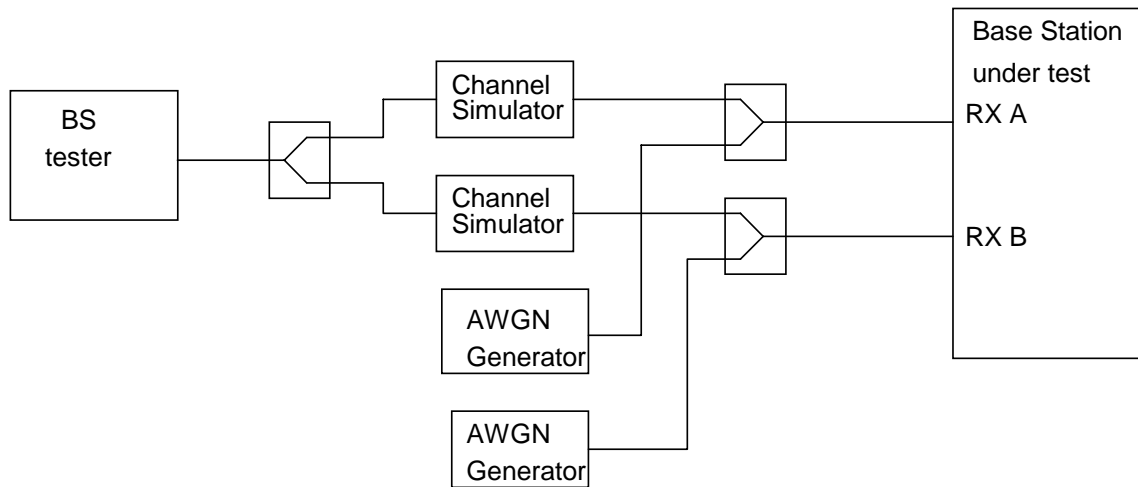 BS
tester
Channel
Simulator
Channel
Simulator
AWGN
Generator
AWGN
Generator
Base Station
under test
RX A
RX B